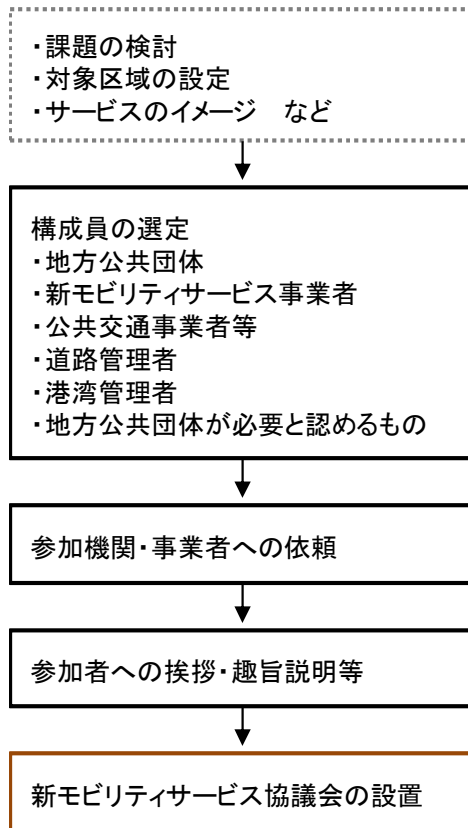 ・課題の検討
・対象区域の設定
・サービスのイメージ　など
構成員の選定
・地方公共団体
・新モビリティサービス事業者
・公共交通事業者等
・道路管理者
・港湾管理者
・地方公共団体が必要と認めるもの
参加機関・事業者への依頼
参加者への挨拶・趣旨説明等
新モビリティサービス協議会の設置